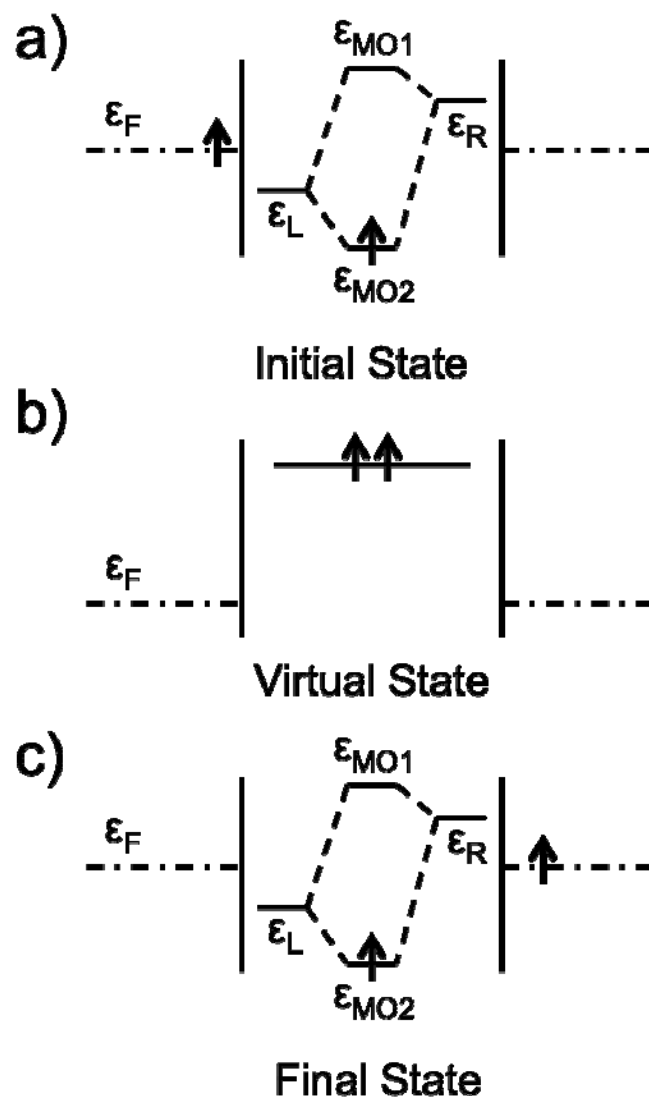 a)
εMO1
εF
εR
εL
εMO2
Initial State
b)
εF
Virtual State
c)
εMO1
εF
εR
εL
εMO2
Final State